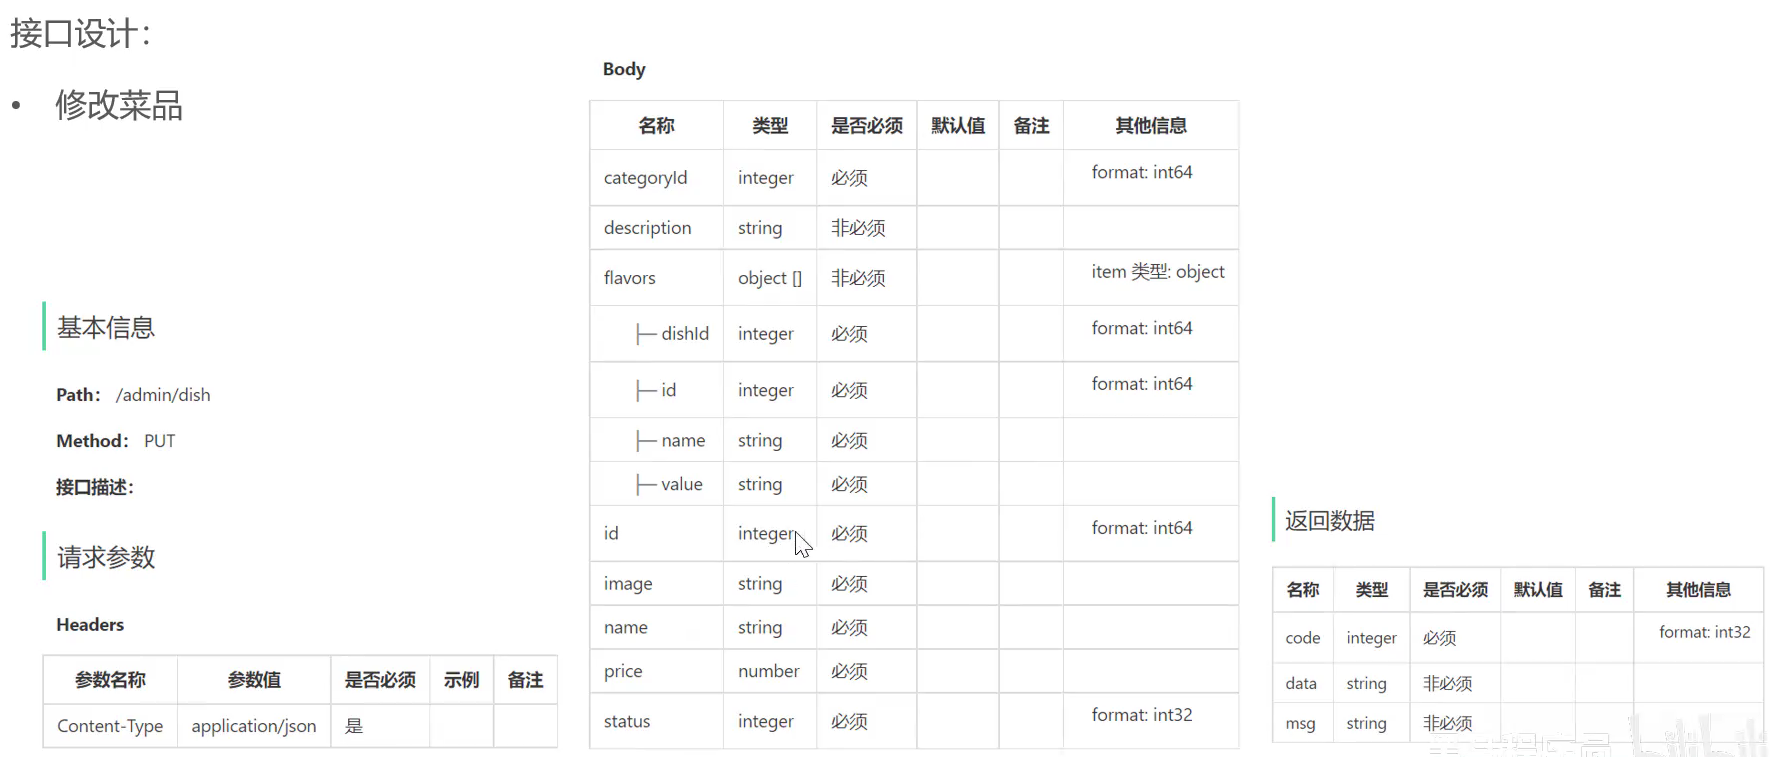 接口设计：
• 修改菜品
基本信息
Path： /admin/dish
Method： PUT
接口描述：
请求参数
Headers
参数名称 参数值 是否必须 示例 备注
Content-Type application/json 是
Body
名称 类型 是否必须 默认值 备注 其他信息
categoryId integer 必须 format: int64
description string 非必须
flavors object [] 非必须 item 类型: object
├─ dishId integer 必须 format: int64
├─ id integer 必须 format: int64
├─ name string 必须
├─ value string 必须
id integer 必须 format: int64
image string 必须
name string 必须
price number 必须
status integer 必须 format: int32
返回数据
名称 类型 是否必须 默认值 备注 其他信息
code integer 必须 format: int32
data string 非必须
msg string 非必须